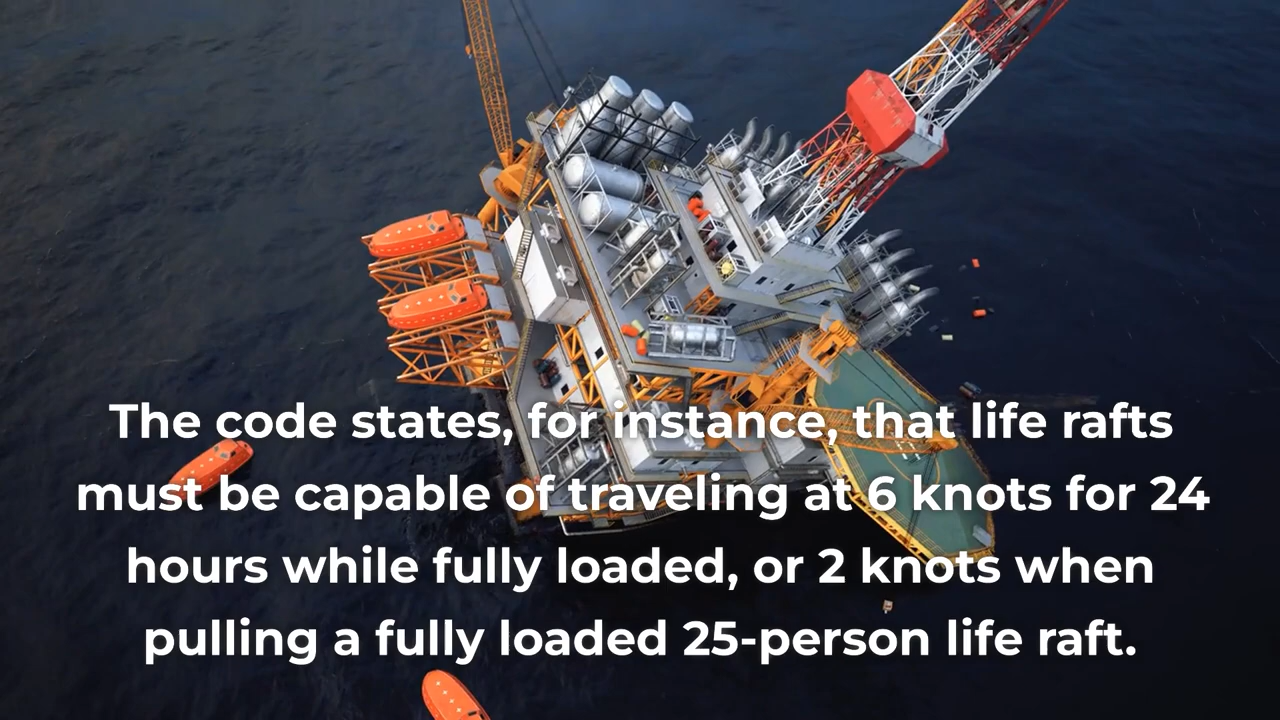 The code states, for instance, that life rafts
must be capable of traveling at 6 knots for 24
hours while fully loaded, or 2 knots when
pulling a fully loaded 25-person life raft.